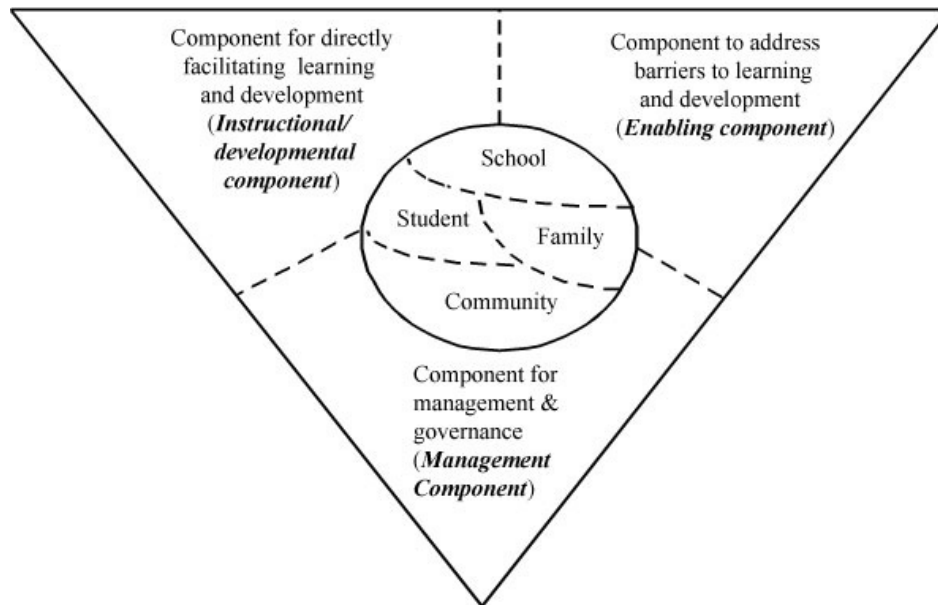 Component for directly
facilitating learning
and development
(Instructional/
developmental
component)
Component to address
barriers to learning
and development
(Enabling component)
School
Student
Family
Community
Component for
management &
governance
(Management
Component)